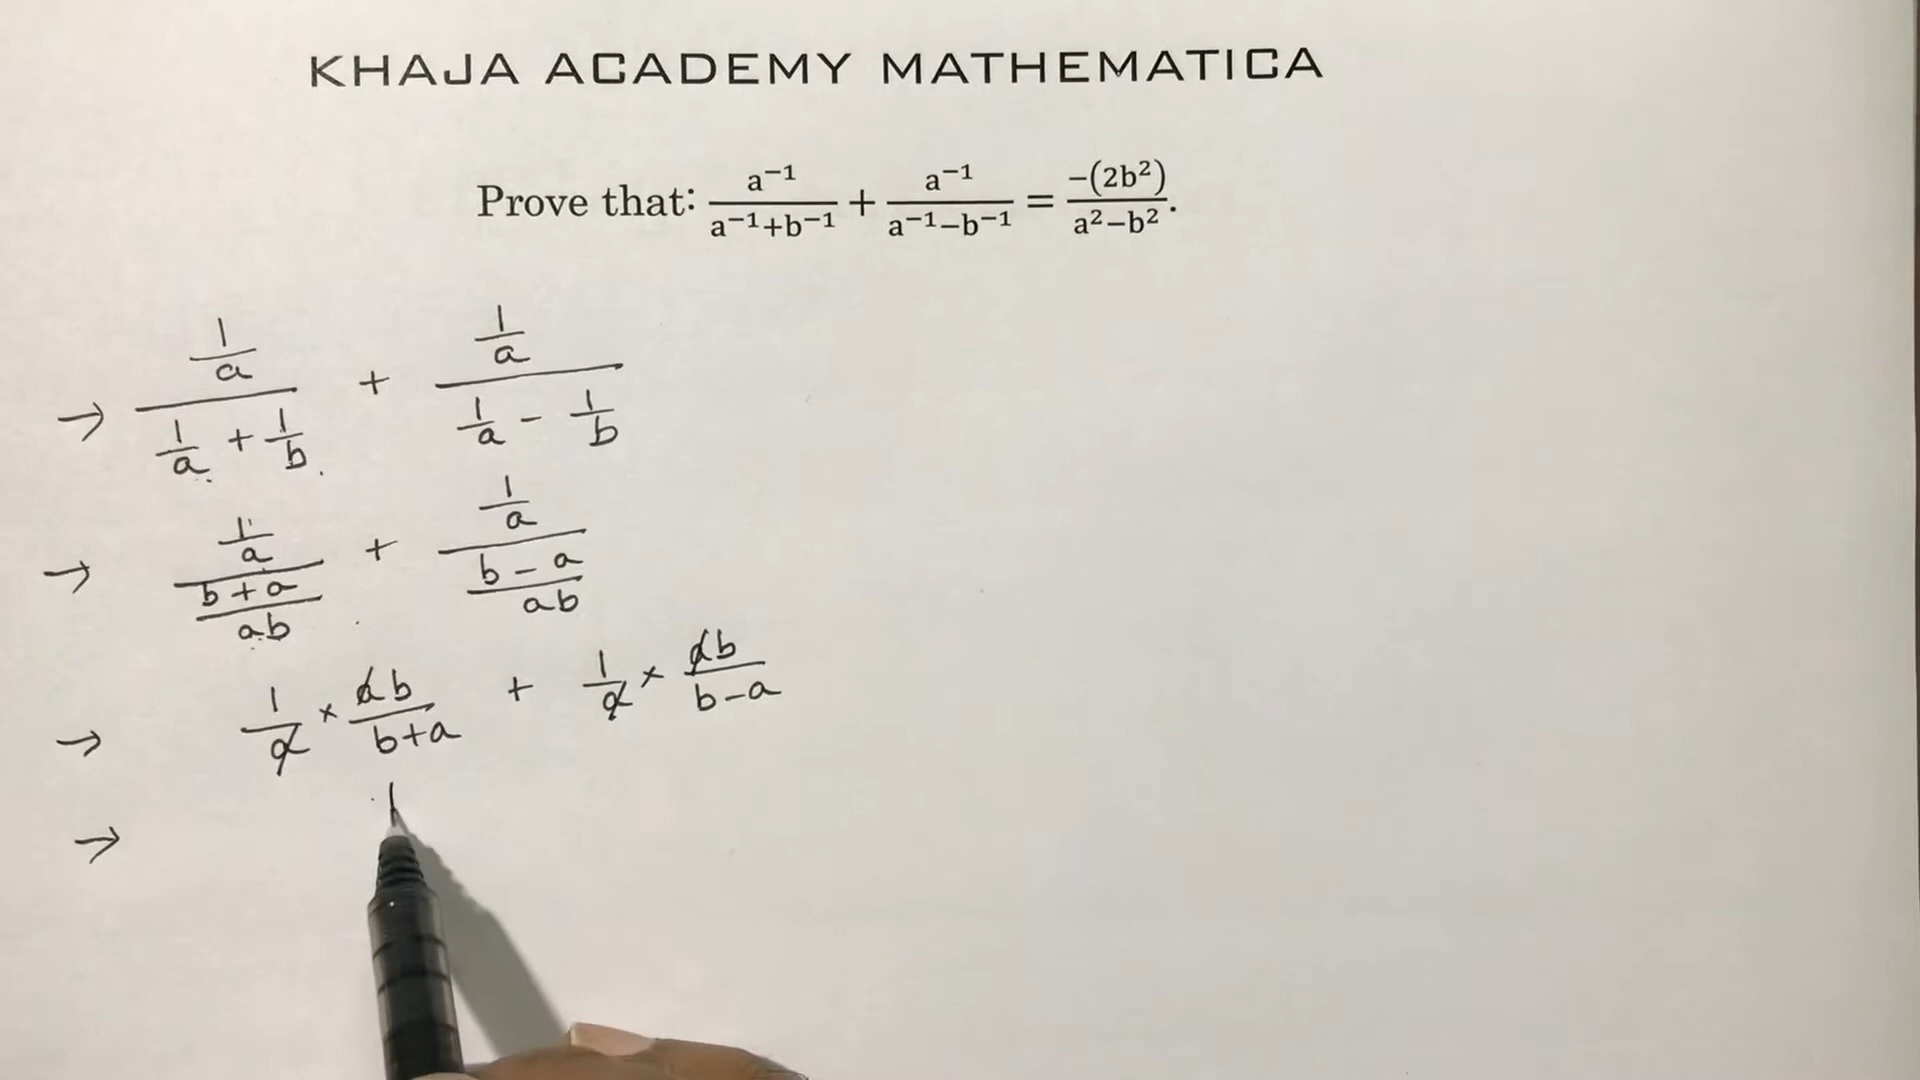 KHAJA ACADEMY MATHEMATICA
Prove that: a⁻¹/(a⁻¹+b⁻¹) + a⁻¹/(a⁻¹−b⁻¹) = −(2b²)/(a²−b²).
→ (1/a)/(1/a + 1/b) + (1/a)/(1/a − 1/b)
→ (1/a)/((b+a)/ab) + (1/a)/((b−a)/ab)
→ 1/a × ab/(b+a) + 1/a × ab/(b−a)
→